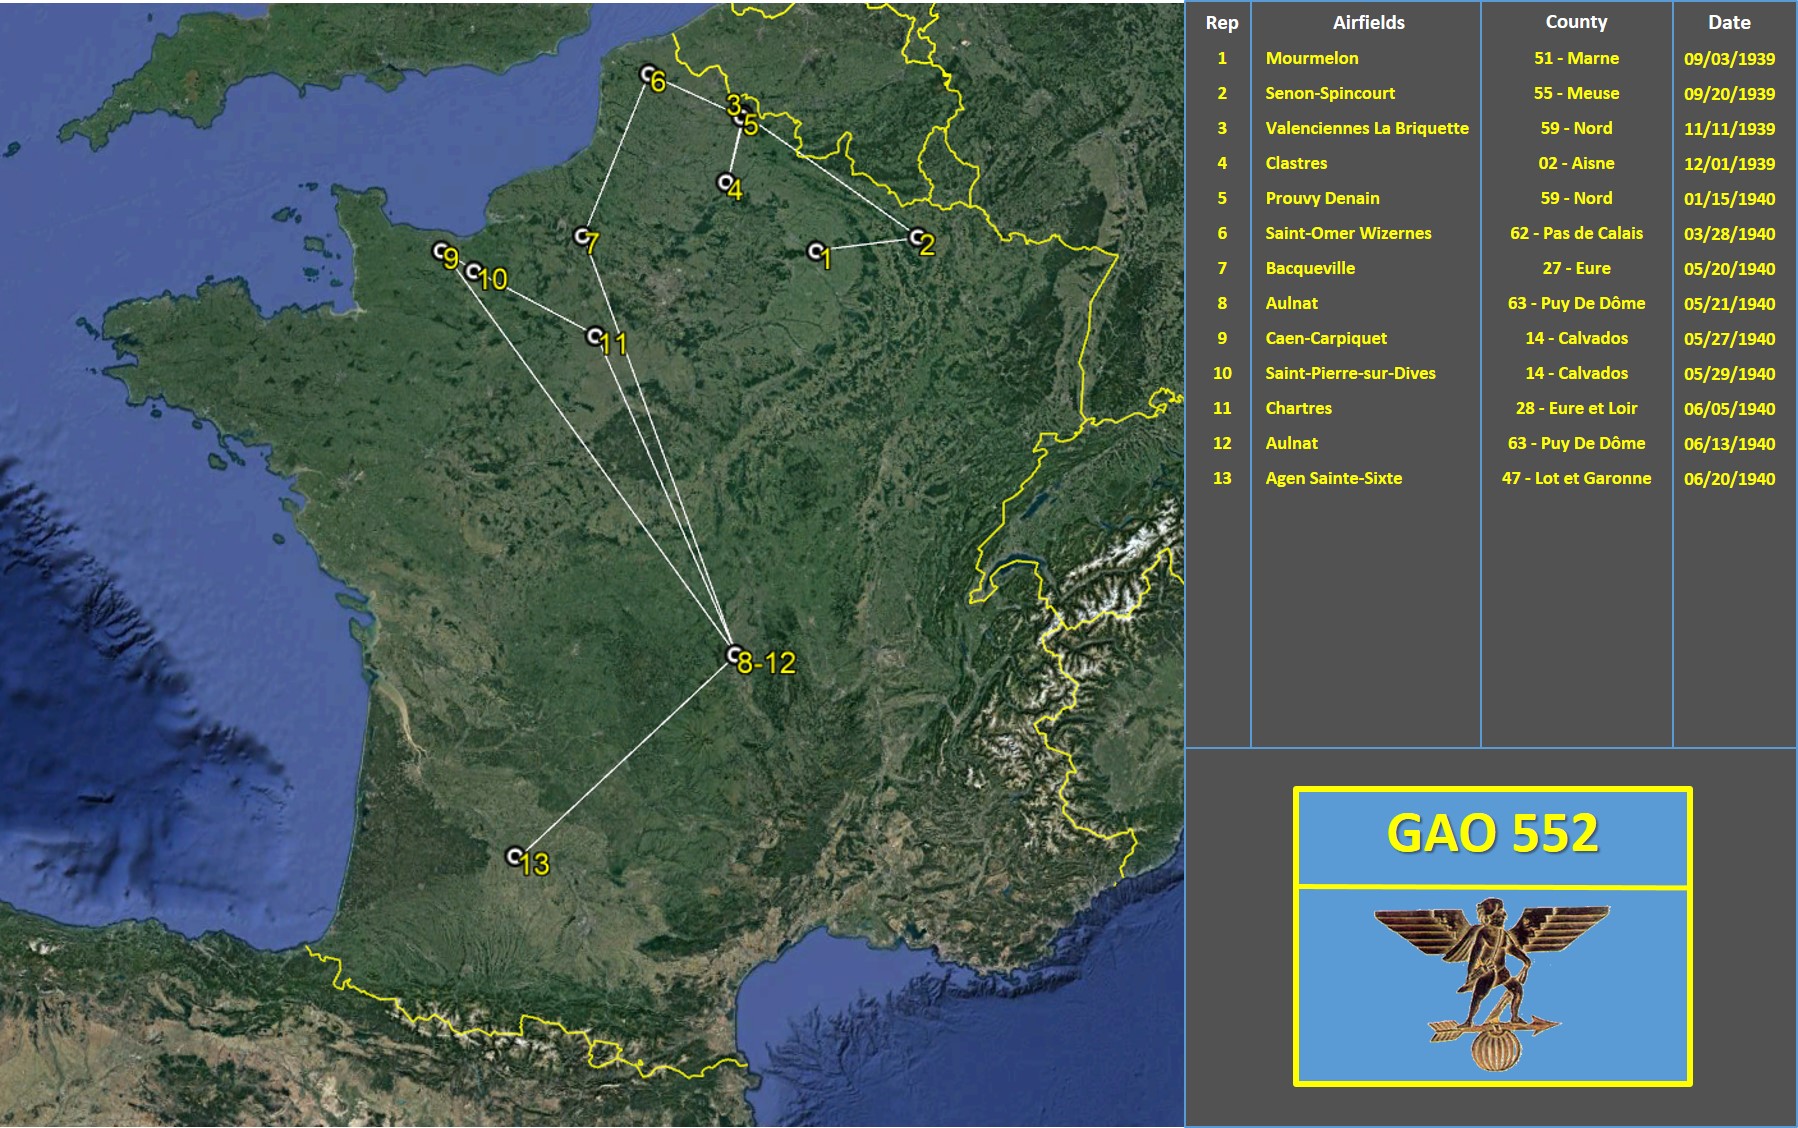 6
3
5
4
7
2
1
9
10
11
8-12
13
Rep Airfields County Date
1 Mourmelon 51 - Marne 09/03/1939
2 Senon-Spincourt 55 - Meuse 09/20/1939
3 Valenciennes La Briquette 59 - Nord 11/11/1939
4 Clastres 02 - Aisne 12/01/1939
5 Prouvy Denain 59 - Nord 01/15/1940
6 Saint-Omer Wizernes 62 - Pas de Calais 03/28/1940
7 Bacqueville 27 - Eure 05/20/1940
8 Aulnat 63 - Puy De Dôme 05/21/1940
9 Caen-Carpiquet 14 - Calvados 05/27/1940
10 Saint-Pierre-sur-Dives 14 - Calvados 05/29/1940
11 Chartres 28 - Eure et Loir 06/05/1940
12 Aulnat 63 - Puy De Dôme 06/13/1940
13 Agen Sainte-Sixte 47 - Lot et Garonne 06/20/1940
GAO 552